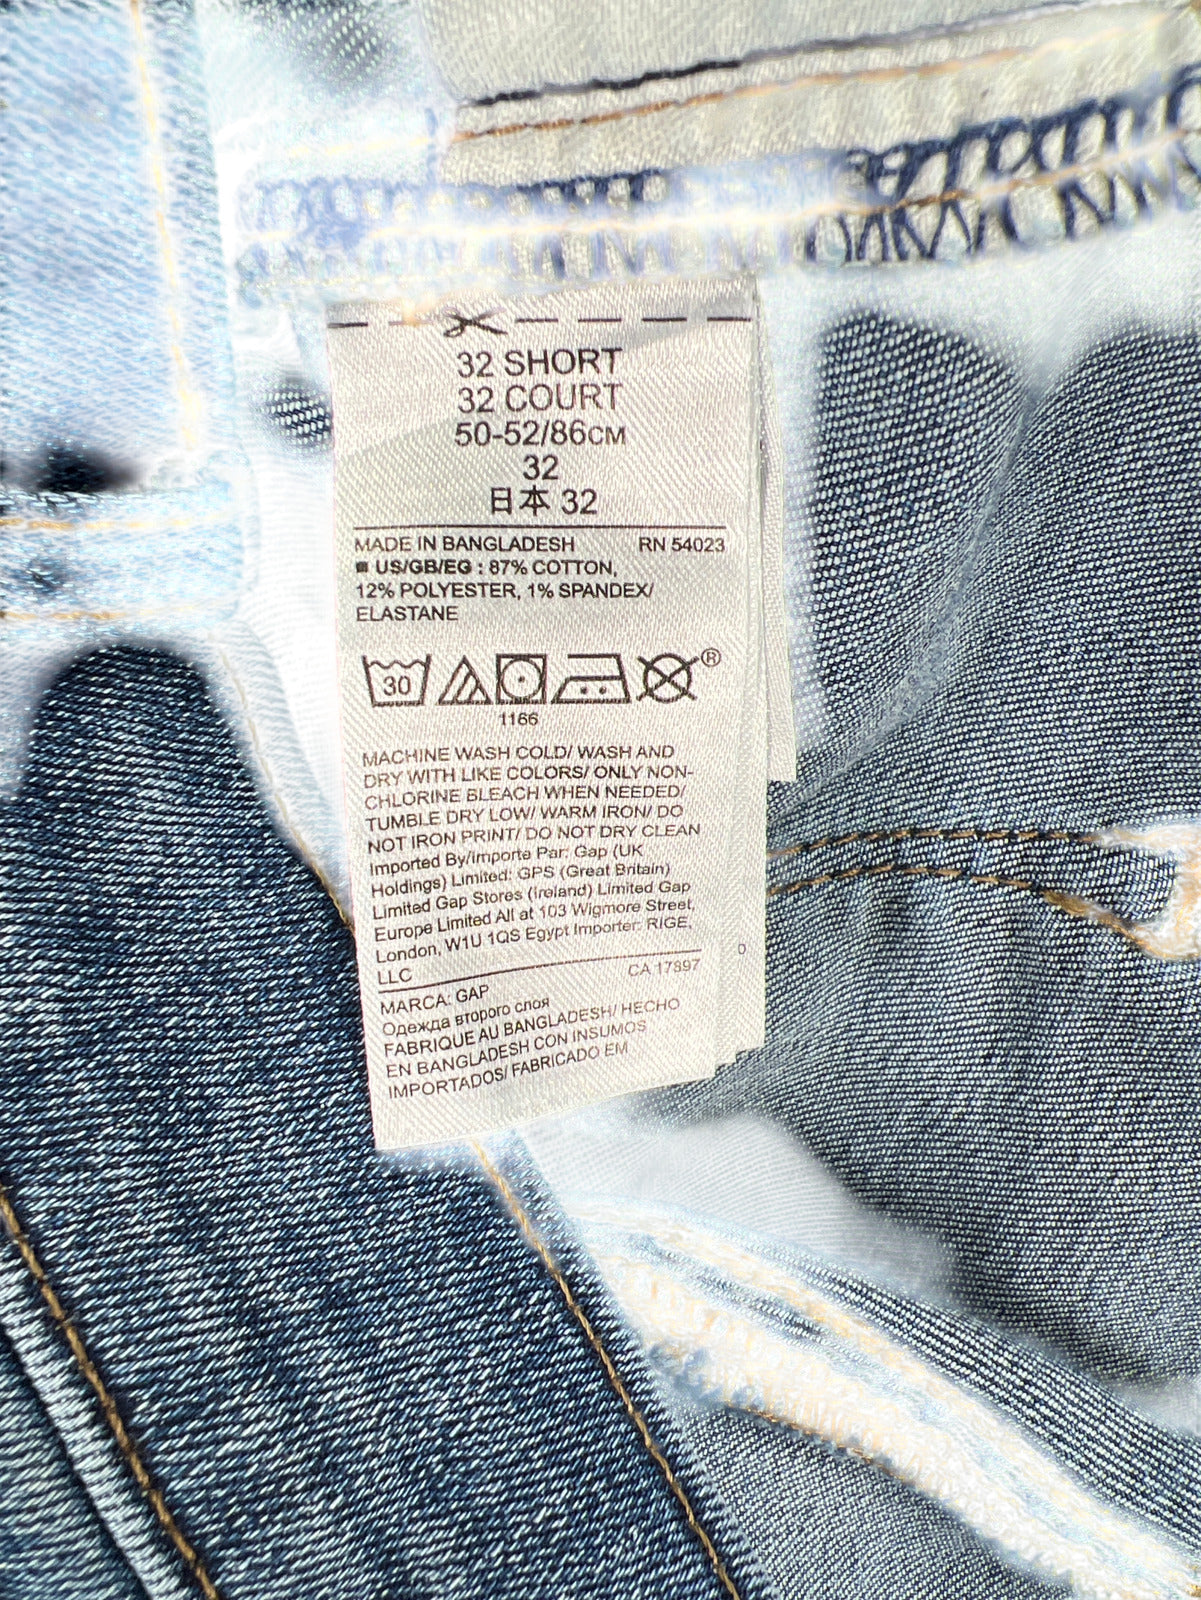 32 SHORT
32 COURT
50-52/86CM
32
日本 32
MADE IN BANGLADESH RN 54023
■ US/GB/EG : 87% COTTON,
12% POLYESTER, 1% SPANDEX/
ELASTANE
30 ®
1166
MACHINE WASH COLD/ WASH AND
DRY WITH LIKE COLORS/ ONLY NON-
CHLORINE BLEACH WHEN NEEDED/
TUMBLE DRY LOW/ WARM IRON/ DO
NOT IRON PRINT/ DO NOT DRY CLEAN
Imported By/Importe Par: Gap (UK
Holdings) Limited: GPS (Great Britain)
Limited Gap Stores (Ireland) Limited Gap
Europe Limited All at 103 Wigmore Street,
London, W1U 1QS Egypt Importer: RIGE,
LLC
CA 17897
0
MARCA: GAP
Одежда второго слоя
FABRIQUE AU BANGLADESH/ HECHO
EN BANGLADESH CON INSUMOS
IMPORTADOS/ FABRICADO EM